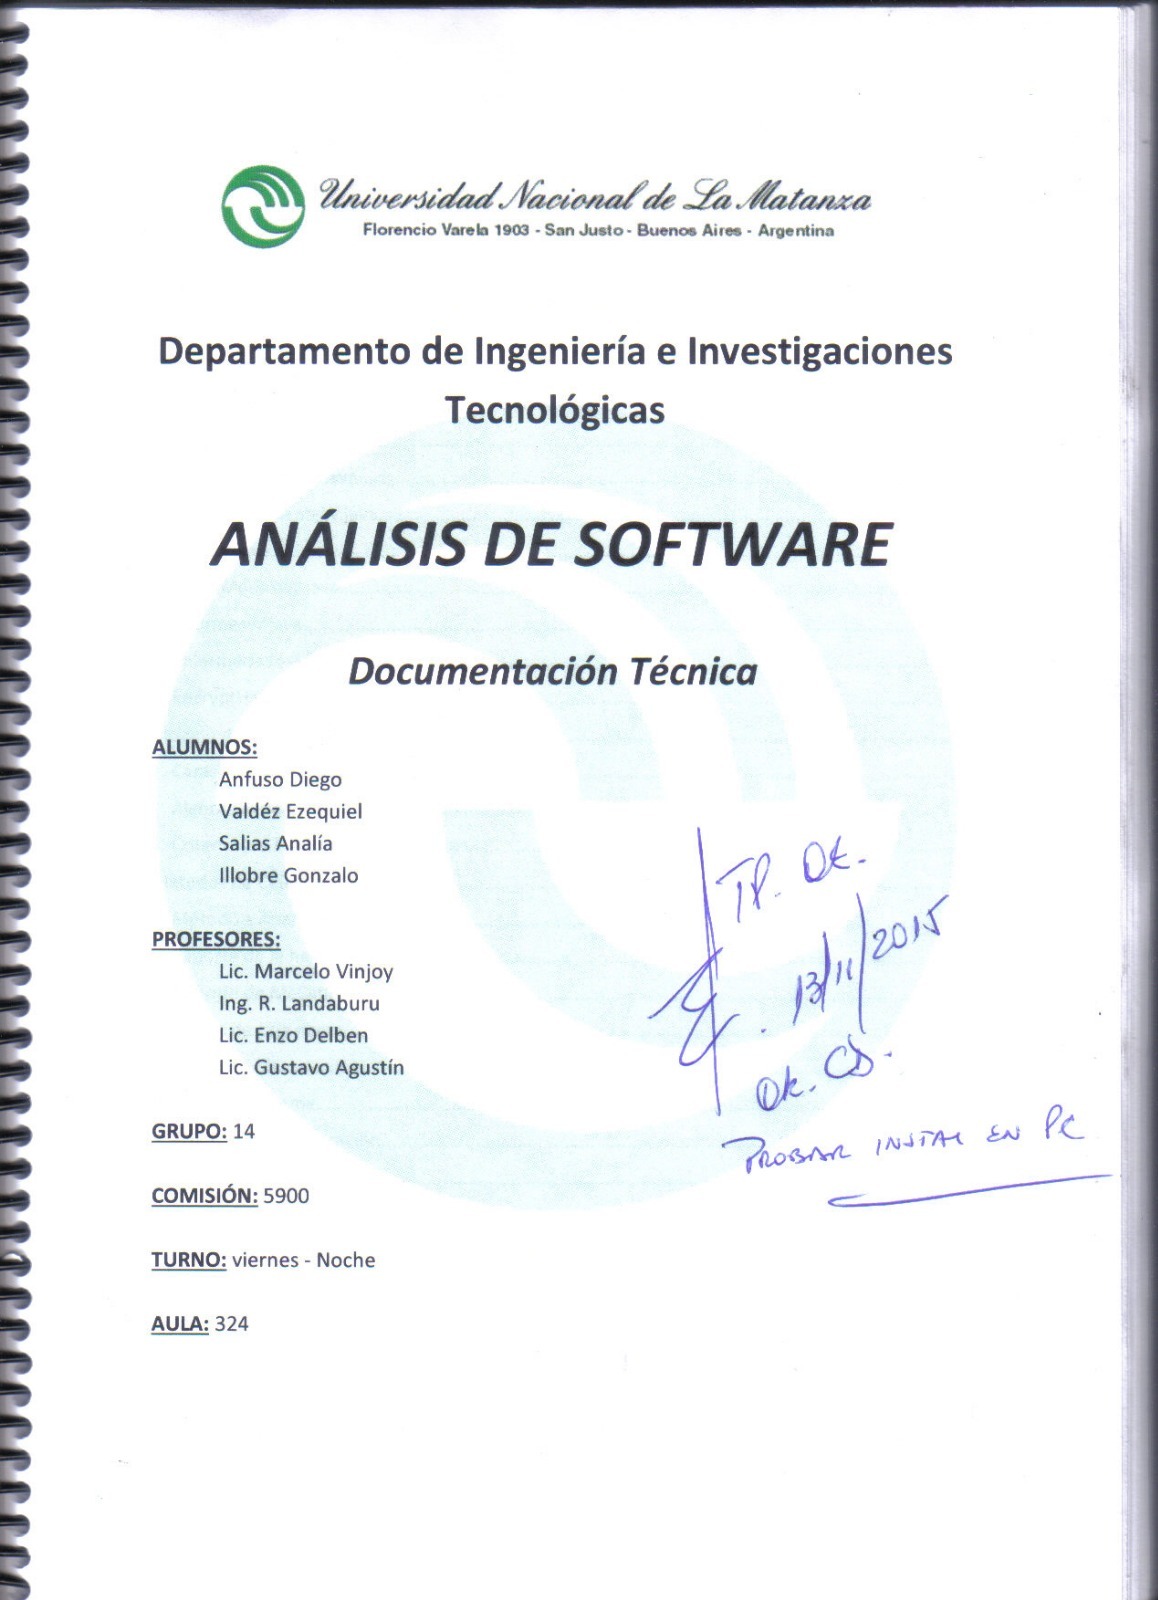 Universidad Nacional de La Matanza
Florencio Varela 1903 - San Justo - Buenos Aires - Argentina
Departamento de Ingeniería e Investigaciones
Tecnológicas
ANÁLISIS DE SOFTWARE
Documentación Técnica
ALUMNOS:
Anfuso Diego
Valdéz Ezequiel
Salias Analía
Illobre Gonzalo
PROFESORES:
Lic. Marcelo Vinjoy
Ing. R. Landaburu
Lic. Enzo Delben
Lic. Gustavo Agustín
GRUPO: 14
COMISIÓN: 5900
TURNO: viernes - Noche
AULA: 324
TP. OK.
13/11/2015
OK. CD.
PROBAR INSTAL EN PC